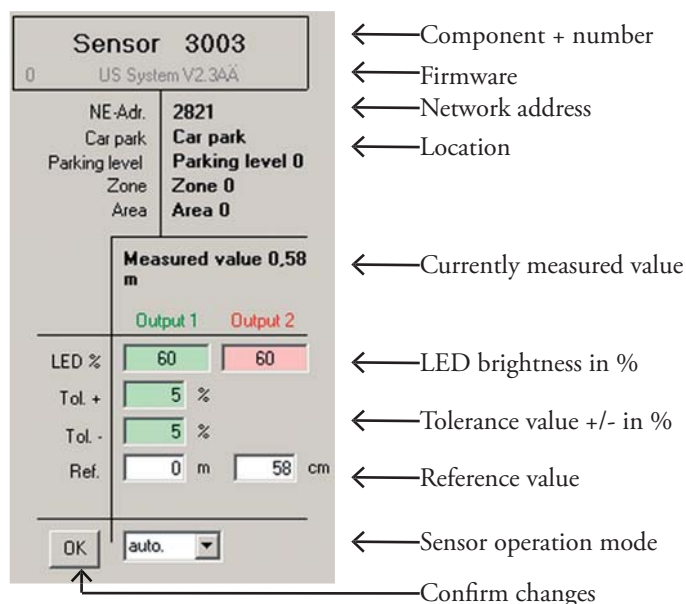 Sensor 3003
0 US System V2.3AÄ
NE-Adr. 2821
Car park Car park
Parking level Parking level 0
Zone Zone 0
Area Area 0
Measured value 0,58
m
Output 1 Output 2
LED % 60 60
Tol. + 5 %
Tol. - 5 %
Ref. 0 m 58 cm
OK auto.
Component + number
Firmware
Network address
Location
Currently measured value
LED brightness in %
Tolerance value +/- in %
Reference value
Sensor operation mode
Confirm changes